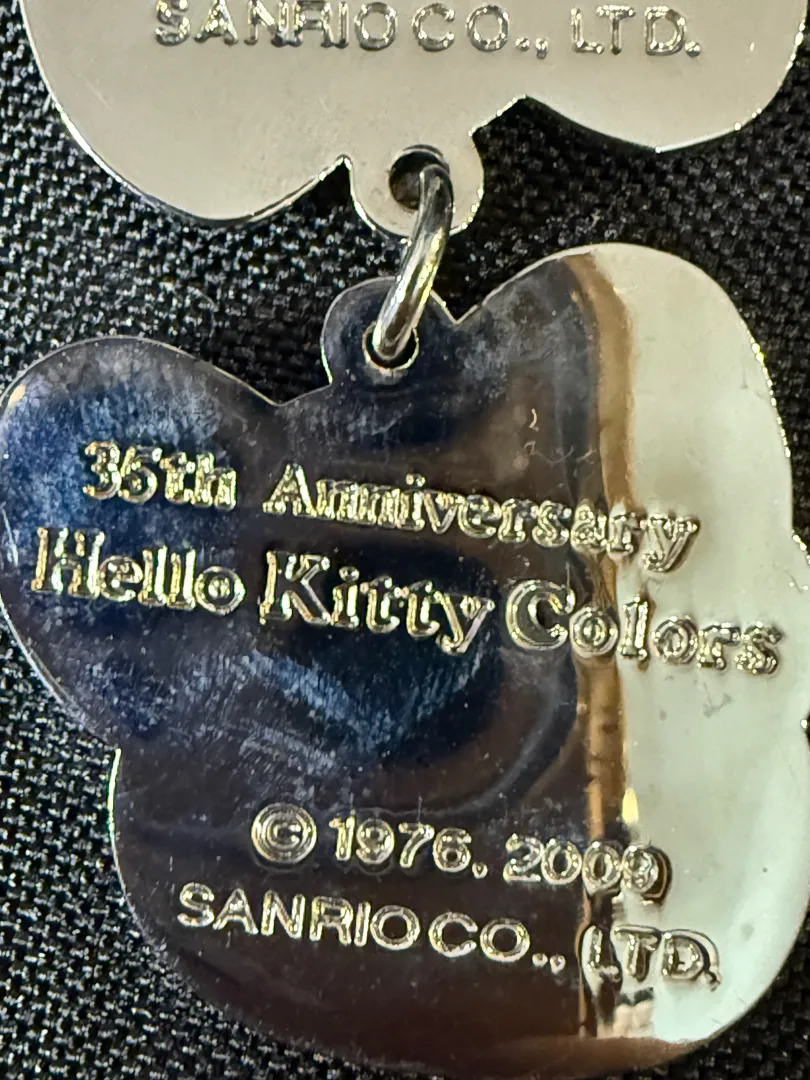 SANRIO CO., LTD.
35th Anniversary
Hello Kitty Colors
© 1976, 2009
SANRIO CO., LTD.